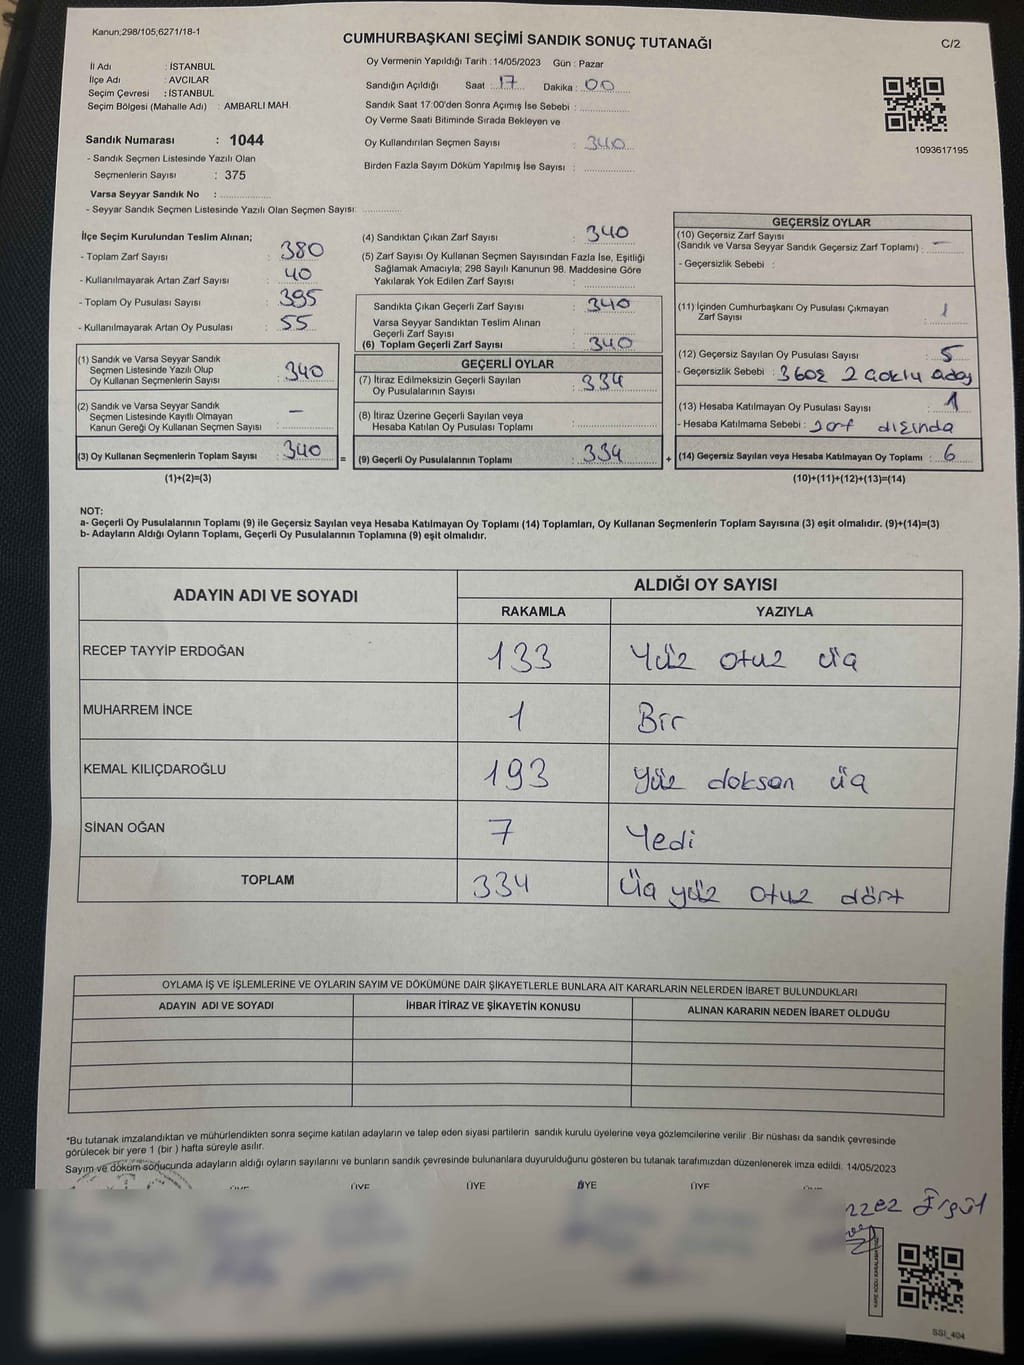 Kanun;298/105;6271/18-1
CUMHURBAŞKANI SEÇİMİ SANDIK SONUÇ TUTANAĞI
C/2
İl Adı : İSTANBUL
İlçe Adı : AVCILAR
Seçim Çevresi : İSTANBUL
Seçim Bölgesi (Mahalle Adı) : AMBARLI MAH.
Sandık Numarası : 1044
- Sandık Seçmen Listesinde Yazılı Olan
Seçmenlerin Sayısı : 375
Varsa Seyyar Sandık No : ..............
- Seyyar Sandık Seçmen Listesinde Yazılı Olan Seçmen Sayısı: ............
Oy Vermenin Yapıldığı Tarih : 14/05/2023 Gün : Pazar
Sandığın Açıldığı Saat : 17 Dakika : 00
Sandık Saat 17:00'den Sonra Açımış İse Sebebi : ..............
Oy Verme Saati Bitiminde Sırada Bekleyen ve
Oy Kullandırılan Seçmen Sayısı : 340
Birden Fazla Sayım Döküm Yapılmış İse Sayısı : ..............
1093617195
İlçe Seçim Kurulundan Teslim Alınan;
- Toplam Zarf Sayısı : 380
- Kullanılmayarak Artan Zarf Sayısı : 40
- Toplam Oy Pusulası Sayısı : 395
- Kullanılmayarak Artan Oy Pusulası : 55
(1) Sandık ve Varsa Seyyar Sandık
Seçmen Listesinde Yazılı Olup
Oy Kullanan Seçmenlerin Sayısı : 340
(2) Sandık ve Varsa Seyyar Sandık
Seçmen Listesinde Kayıtlı Olmayan
Kanun Gereği Oy Kullanan Seçmen Sayısı : –
(3) Oy Kullanan Seçmenlerin Toplam Sayısı : 340 =
(1)+(2)=(3)
(4) Sandıktan Çıkan Zarf Sayısı : 340
(5) Zarf Sayısı Oy Kullanan Seçmen Sayısından Fazla İse, Eşitliği
Sağlamak Amacıyla; 298 Sayılı Kanunun 98. Maddesine Göre
Yakılarak Yok Edilen Zarf Sayısı : ..............
Sandıkta Çıkan Geçerli Zarf Sayısı : 340
Varsa Seyyar Sandıktan Teslim Alınan
Geçerli Zarf Sayısı : ..............
(6) Toplam Geçerli Zarf Sayısı : 340
GEÇERLİ OYLAR
(7) İtiraz Edilmeksizin Geçerli Sayılan
Oy Pusulalarının Sayısı : 334
(8) İtiraz Üzerine Geçerli Sayılan veya
Hesaba Katılan Oy Pusulası Toplamı : ..............
(9) Geçerli Oy Pusulalarının Toplamı : 334 +
GEÇERSİZ OYLAR
(10) Geçersiz Zarf Sayısı
(Sandık ve Varsa Seyyar Sandık Geçersiz Zarf Toplamı) : –
- Geçersizlik Sebebi :
(11) İçinden Cumhurbaşkanı Oy Pusulası Çıkmayan
Zarf Sayısı : /
(12) Geçersiz Sayılan Oy Pusulası Sayısı : 5
- Geçersizlik Sebebi : 3 boş 2 çoklu aday
(13) Hesaba Katılmayan Oy Pusulası Sayısı : 1
- Hesaba Katılmama Sebebi : zarf dışında
(14) Geçersiz Sayılan veya Hesaba Katılmayan Oy Toplamı : 6
(10)+(11)+(12)+(13)=(14)
NOT:
a- Geçerli Oy Pusulalarının Toplamı (9) ile Geçersiz Sayılan veya Hesaba Katılmayan Oy Toplamı (14) Toplamları, Oy Kullanan Seçmenlerin Toplam Sayısına (3) eşit olmalıdır. (9)+(14)=(3)
b- Adayların Aldığı Oyların Toplamı, Geçerli Oy Pusulalarının Toplamına (9) eşit olmalıdır.
ADAYIN ADI VE SOYADI
ALDIĞI OY SAYISI
RAKAMLA YAZIYLA
RECEP TAYYİP ERDOĞAN 133 Yüz otuz üç
MUHARREM İNCE 1 Bir
KEMAL KILIÇDAROĞLU 193 Yüz doksan üç
SİNAN OĞAN 7 Yedi
TOPLAM 334 Üç yüz otuz dört
OYLAMA İŞ VE İŞLEMLERİNE VE OYLARIN SAYIM VE DÖKÜMÜNE DAİR ŞİKAYETLERLE BUNLARA AİT KARARLARIN NELERDEN İBARET BULUNDUKLARI
ADAYIN ADI VE SOYADI İHBAR İTİRAZ VE ŞİKAYETİN KONUSU ALINAN KARARIN NEDEN İBARET OLDUĞU
*Bu tutanak imzalandıktan ve mühürlendikten sonra seçime katılan adayların ve talep eden siyasi partilerin sandık kurulu üyelerine veya gözlemcilerine verilir .Bir nüshası da sandık çevresinde
görülecek bir yere 1 (bir ) hafta süreyle asılır.
Sayım ve döküm sonucunda adayların aldığı oyların sayılarını ve bunların sandık çevresinde bulunanlara duyurulduğunu gösteren bu tutanak tarafımızdan düzenlenerek imza edildi. 14/05/2023
ÜYE ÜYE ÜYE ÜYE
SSI_404